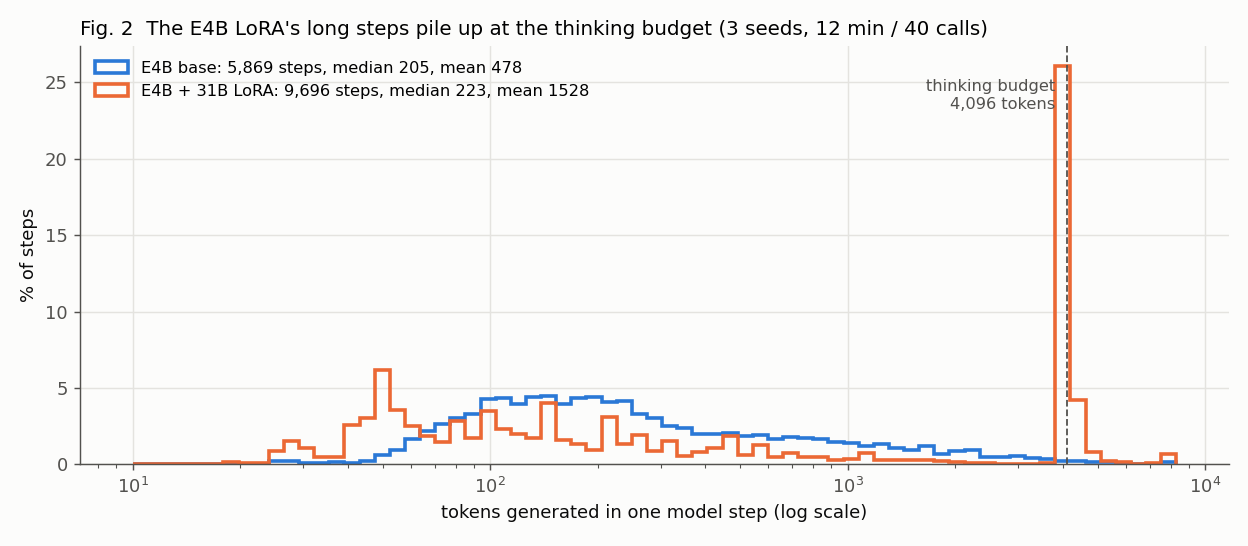 Fig. 2  The E4B LoRA's long steps pile up at the thinking budget (3 seeds, 12 min / 40 calls)
E4B base: 5,869 steps, median 205, mean 478
E4B + 31B LoRA: 9,696 steps, median 223, mean 1528
thinking budget
4,096 tokens
25
20
15
10
5
0
% of steps
10¹
10²
10³
10⁴
tokens generated in one model step (log scale)